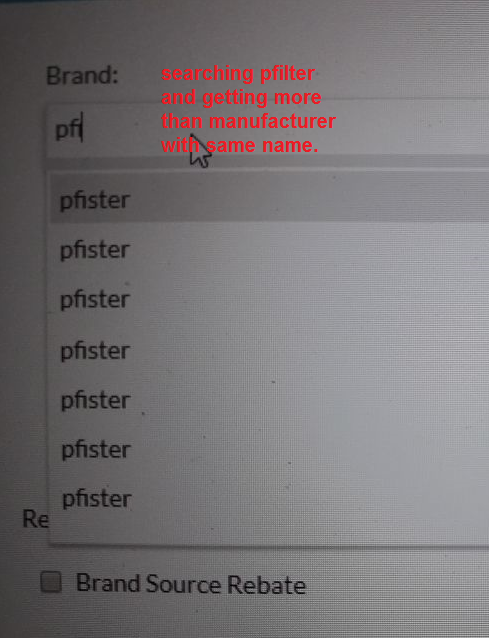 Brand:
searching pfilter
and getting more
than manufacturer
with same name.
pfi
pfister
pfister
pfister
pfister
pfister
pfister
pfister
Re
Brand Source Rebate